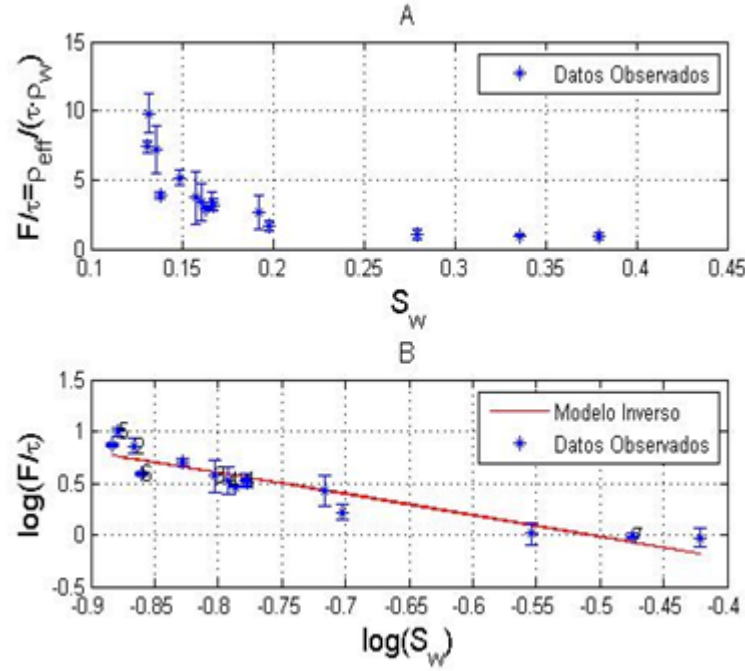 A
15
10
5
0
F/τ=ρeff/(τ·ρw)
Datos Observados
0.1 0.15 0.2 0.25 0.3 0.35 0.4 0.45
Sw
B
1.5
1
0.5
0
-0.5
log(F/τ)
Modelo Inverso
Datos Observados
-0.9 -0.85 -0.8 -0.75 -0.7 -0.65 -0.6 -0.55 -0.5 -0.45 -0.4
log(Sw)